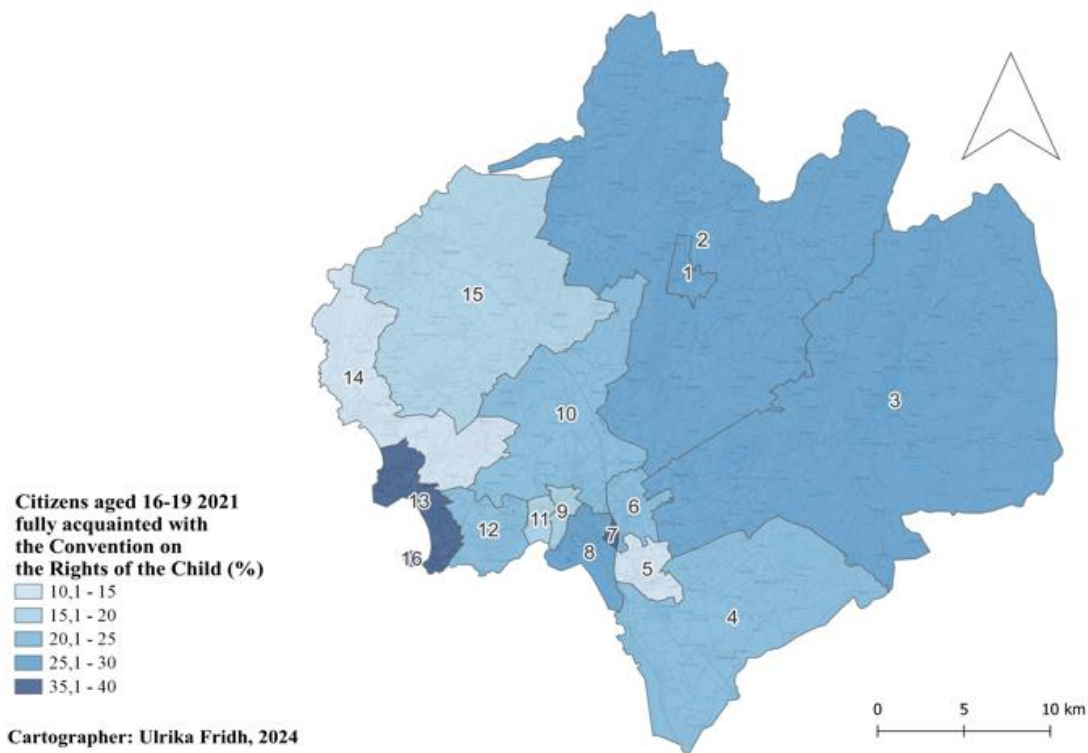 2
1
15
3
14
10
13
6
9
11
12
7
8
16
5
4
Citizens aged 16-19 2021
fully acquainted with
the Convention on
the Rights of the Child (%)
10,1 - 15
15,1 - 20
20,1 - 25
25,1 - 30
35,1 - 40
0 5 10 km
Cartographer: Ulrika Fridh, 2024